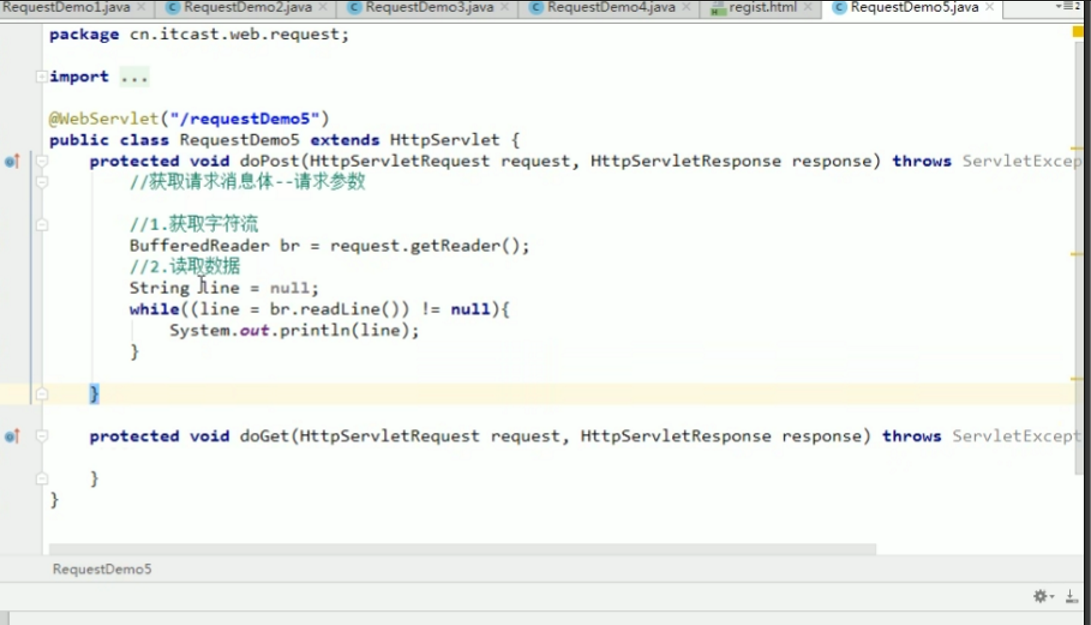 RequestDemo1.java RequestDemo2.java RequestDemo3.java RequestDemo4.java regist.html RequestDemo5.java
package cn.itcast.web.request;
import ...
@WebServlet("/requestDemo5")
public class RequestDemo5 extends HttpServlet {
protected void doPost(HttpServletRequest request, HttpServletResponse response) throws ServletExcep
//获取请求消息体--请求参数
//1.获取字符流
BufferedReader br = request.getReader();
//2.读取数据
String line = null;
while((line = br.readLine()) != null){
System.out.println(line);
}
}
protected void doGet(HttpServletRequest request, HttpServletResponse response) throws ServletExcept
}
}
RequestDemo5